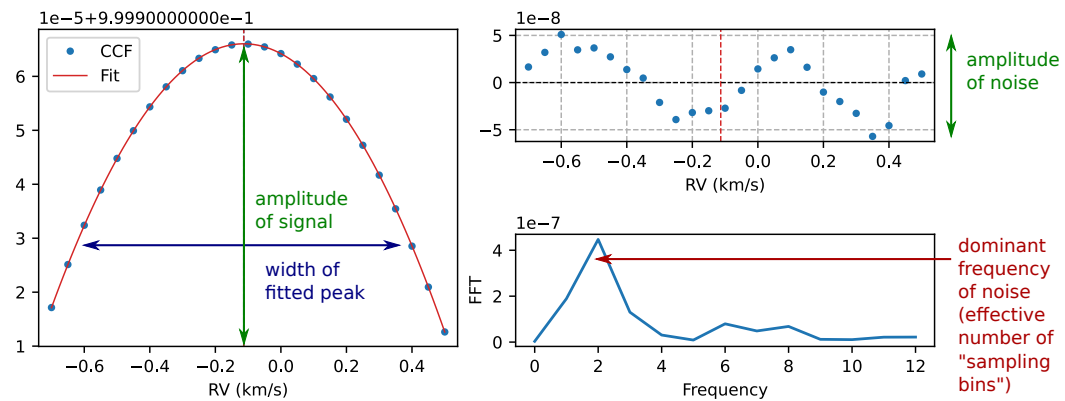 1e-5+9.9990000000e-1
CCF
Fit
6
5
4
3
2
1
amplitude
of signal
width of
fitted peak
−0.6
−0.4
−0.2
0.0
0.2
0.4
RV (km/s)
1e−8
5
0
−5
−0.6
−0.4
−0.2
0.0
0.2
0.4
RV (km/s)
amplitude
of noise
1e−7
4
2
0
FFT
0
2
4
6
8
10
12
Frequency
dominant
frequency
of noise
(effective
number of
"sampling
bins")